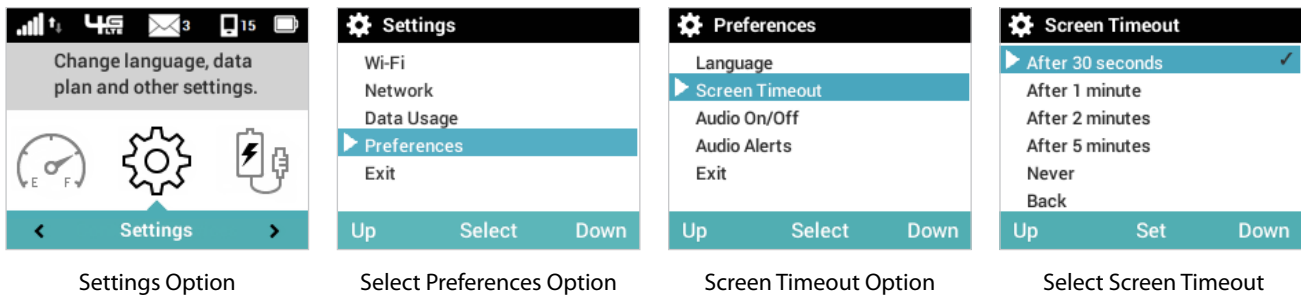 4G LTE 3 15
Change language, data
plan and other settings.
E F
Settings
Settings Option
Settings
Wi-Fi
Network
Data Usage
Preferences
Exit
Up Select Down
Select Preferences Option
Preferences
Language
Screen Timeout
Audio On/Off
Audio Alerts
Exit
Up Select Down
Screen Timeout Option
Screen Timeout
After 30 seconds
After 1 minute
After 2 minutes
After 5 minutes
Never
Back
Up Set Down
Select Screen Timeout